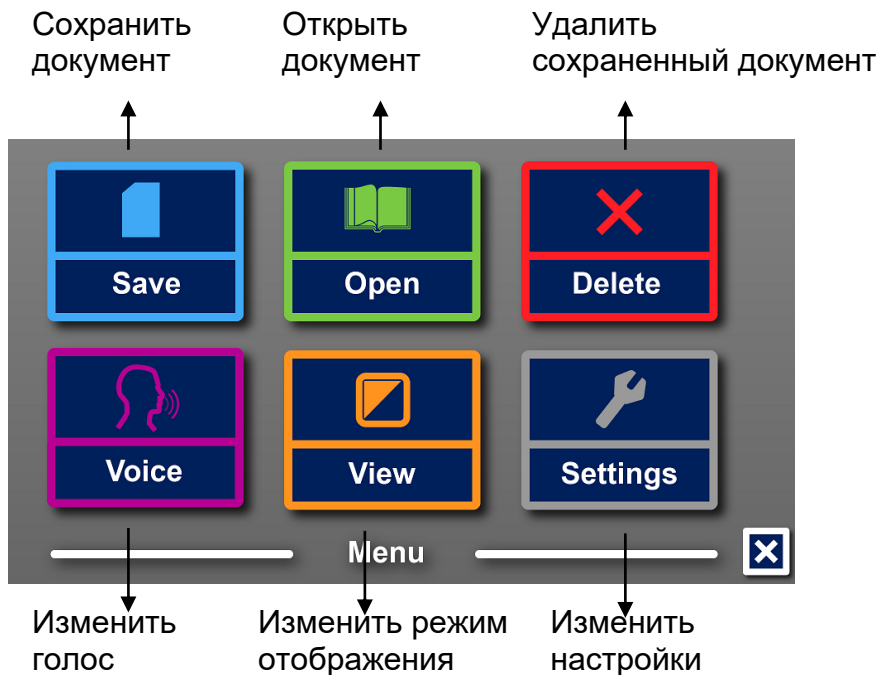 Сохранить
документ
Открыть
документ
Удалить
сохраненный документ
Save
Open
Delete
Voice
View
Settings
Menu
Изменить
голос
Изменить режим
отображения
Изменить
настройки